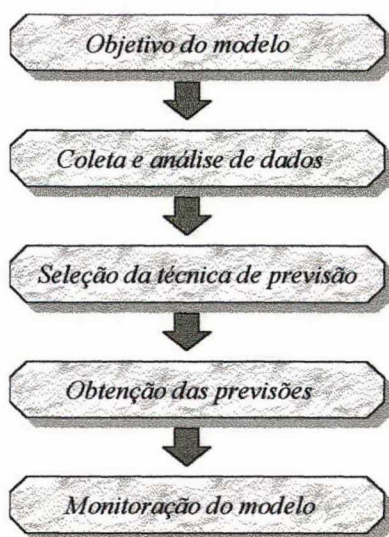 Objetivo do modelo
Coleta e análise de dados
Seleção da técnica de previsão
Obtenção das previsões
Monitoração do modelo